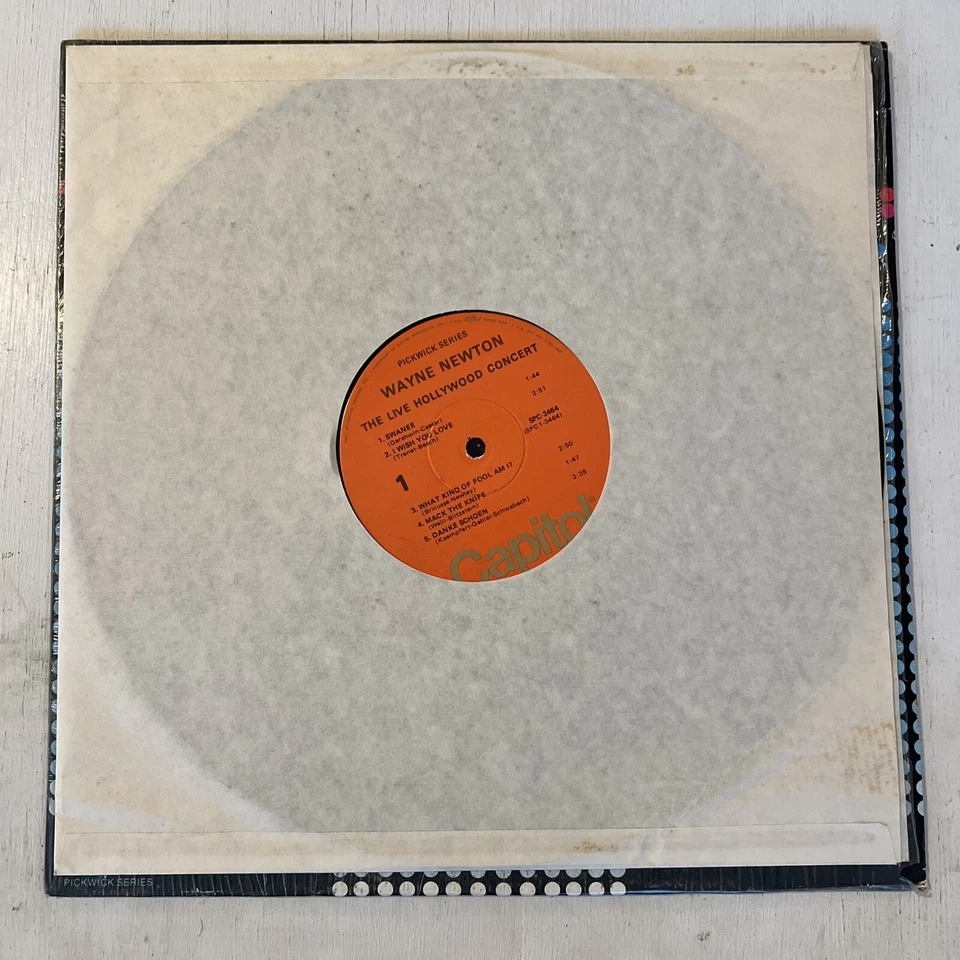 PICKWICK SERIES
WAYNE NEWTON
THE LIVE HOLLYWOOD CONCERT
1. SWANEE 1:44
(Gershwin-Caesar)
2. I WISH YOU LOVE 2:51
(Trenet-Beach)
SPC-3464
(SPC 1-3464)
1
3. WHAT KIND OF FOOL AM I? 2:50
(Bricusse-Newley)
4. MACK THE KNIFE 1:47
(Weill-Blitzstein)
5. DANKE SCHOEN 2:35
(Kaempfert-Gabler-Schwabach)
Capitol
PICKWICK SERIES